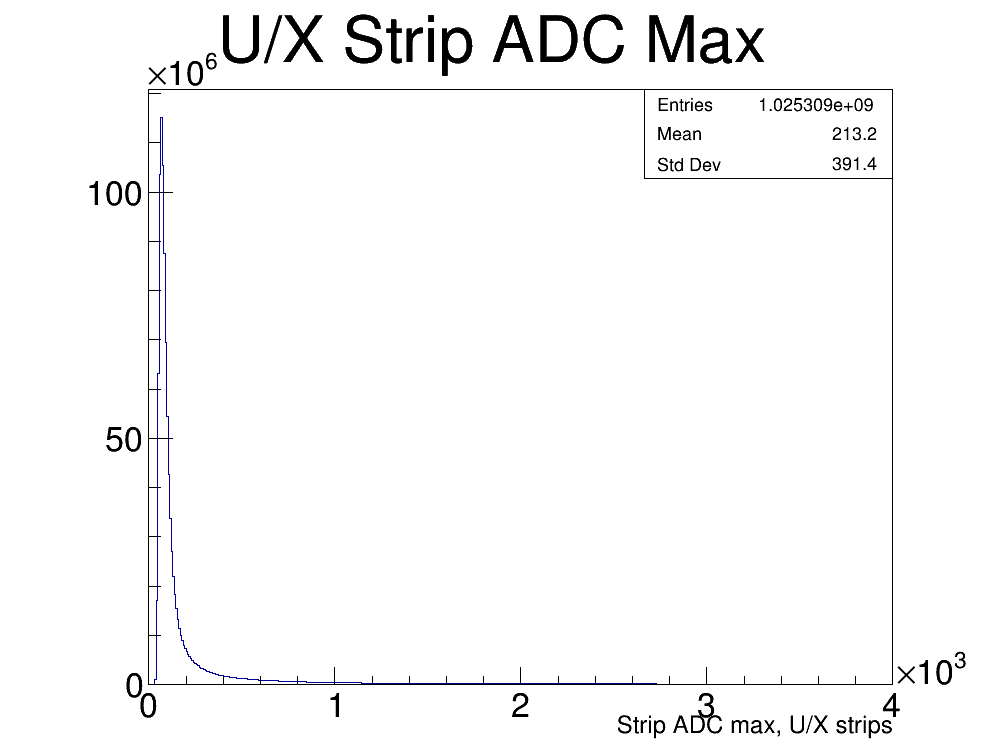 U/X Strip ADC Max
×10⁶
Entries 1.025309e+09
Mean 213.2
Std Dev 391.4
100
50
0
0 1 2 3 4
×10³
Strip ADC max, U/X strips